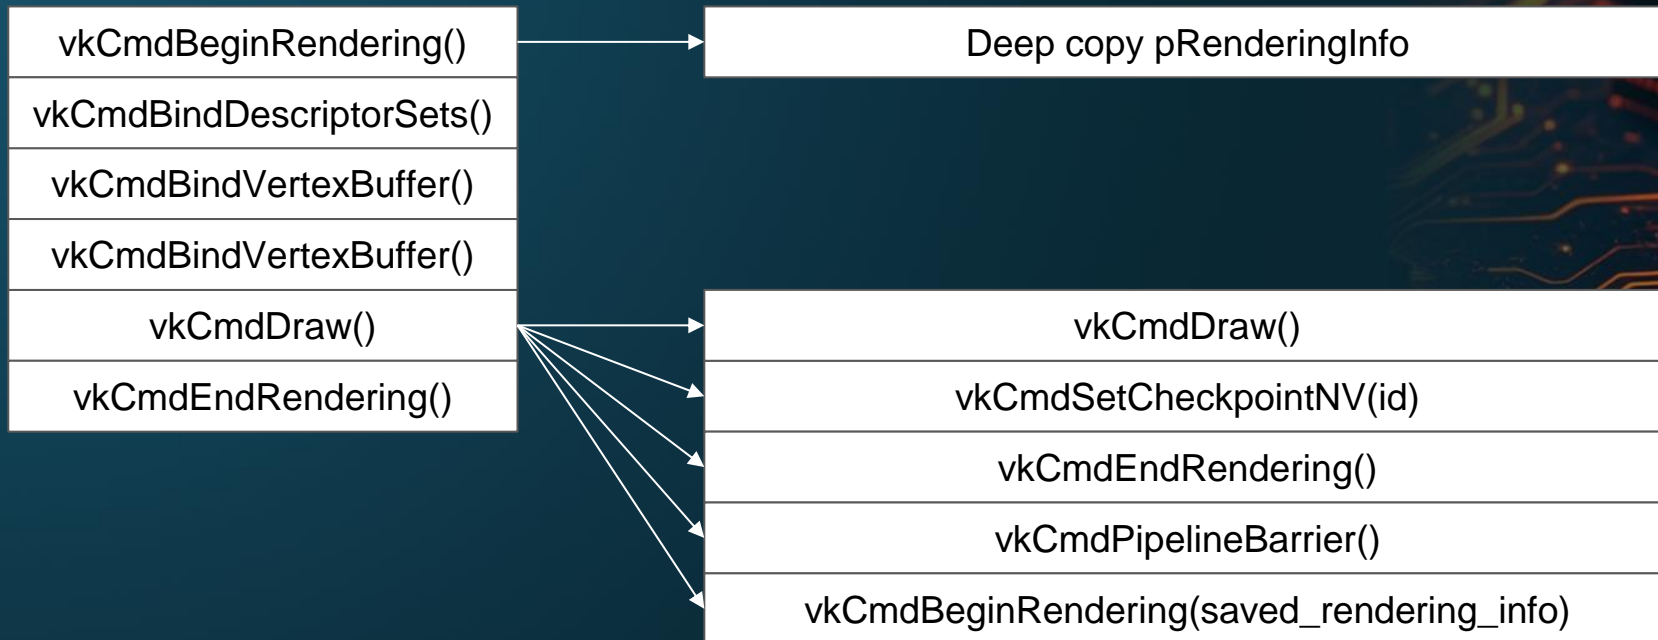 vkCmdBeginRendering()
vkCmdBindDescriptorSets()
vkCmdBindVertexBuffer()
vkCmdBindVertexBuffer()
vkCmdDraw()
vkCmdEndRendering()
Deep copy pRenderingInfo
vkCmdDraw()
vkCmdSetCheckpointNV(id)
vkCmdEndRendering()
vkCmdPipelineBarrier()
vkCmdBeginRendering(saved_rendering_info)